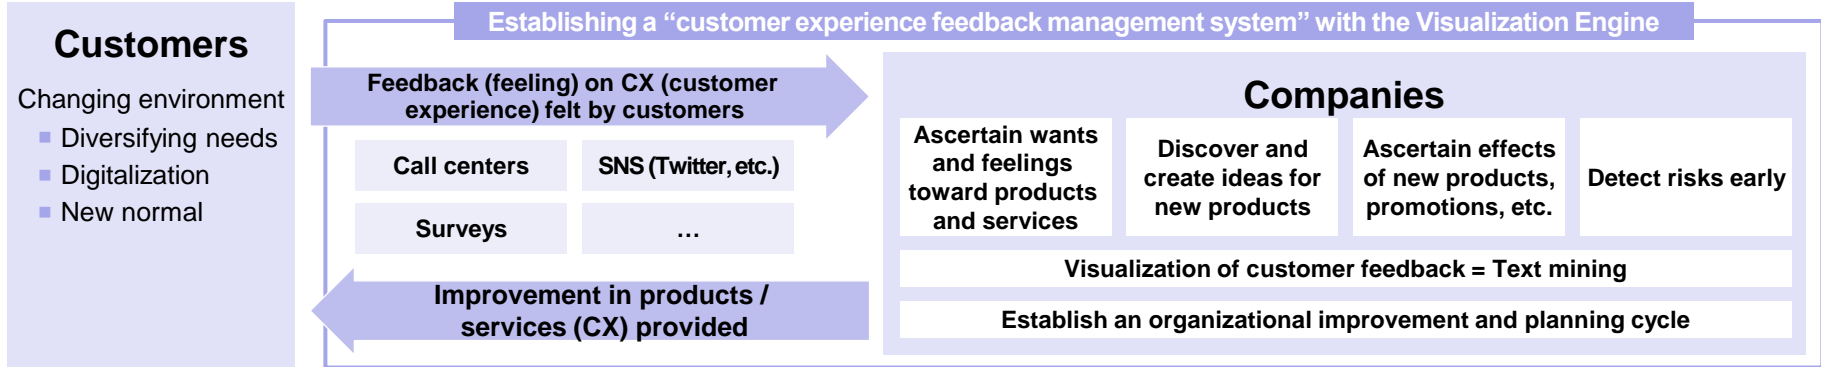 Establishing a “customer experience feedback management system” with the Visualization Engine
Customers
Changing environment
Diversifying needs
Digitalization
New normal
Feedback (feeling) on CX (customer
experience) felt by customers
Call centers
SNS (Twitter, etc.)
Surveys
…
Improvement in products /
services (CX) provided
Companies
Ascertain wants
and feelings
toward products
and services
Discover and
create ideas for
new products
Ascertain effects
of new products,
promotions, etc.
Detect risks early
Visualization of customer feedback = Text mining
Establish an organizational improvement and planning cycle